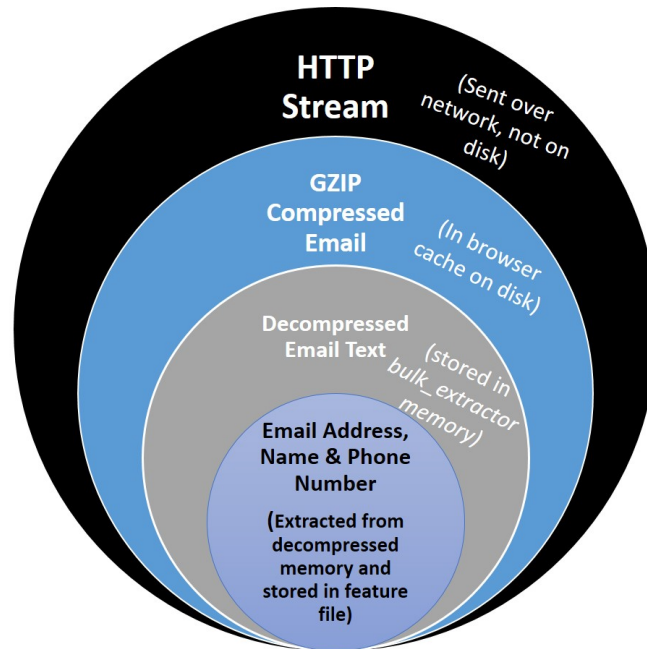 HTTP
Stream
(Sent over
network, not on
disk)
GZIP
Compressed
Email
(In browser
cache on disk)
Decompressed
Email Text
(stored in
bulk_extractor
memory)
Email Address,
Name & Phone
Number
(Extracted from
decompressed
memory and
stored in feature
file)